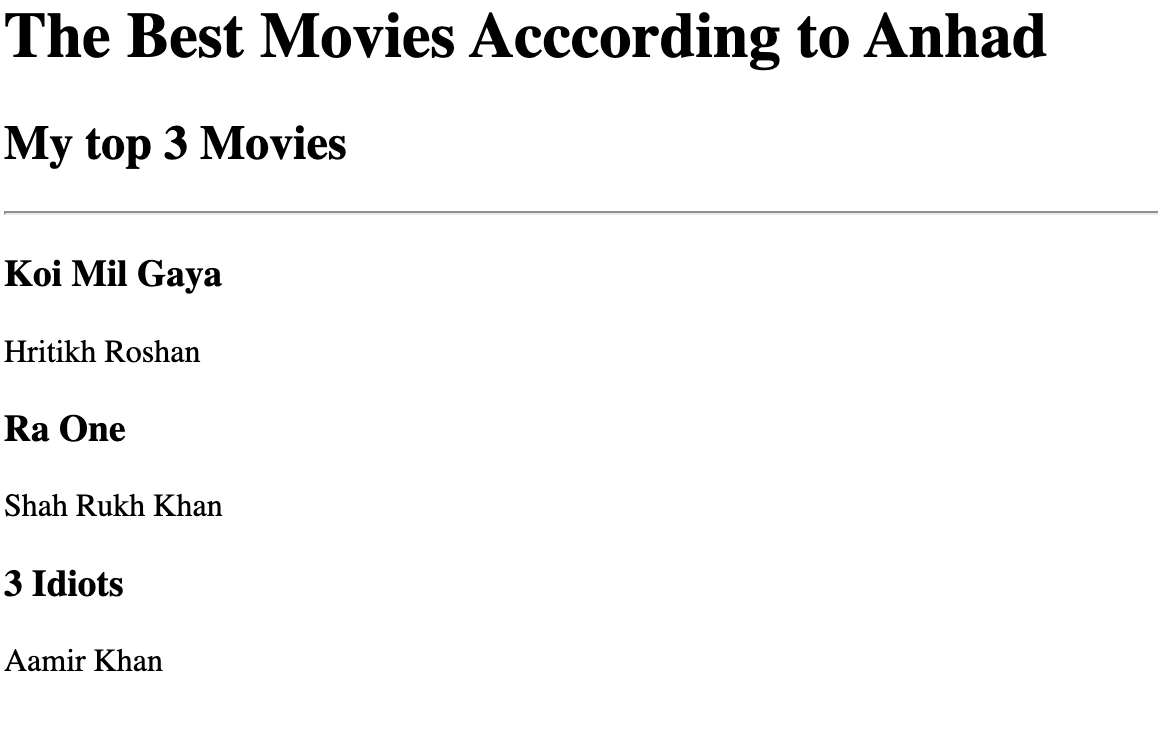 The Best Movies Acccording to Anhad
My top 3 Movies
Koi Mil Gaya
Hritikh Roshan
Ra One
Shah Rukh Khan
3 Idiots
Aamir Khan